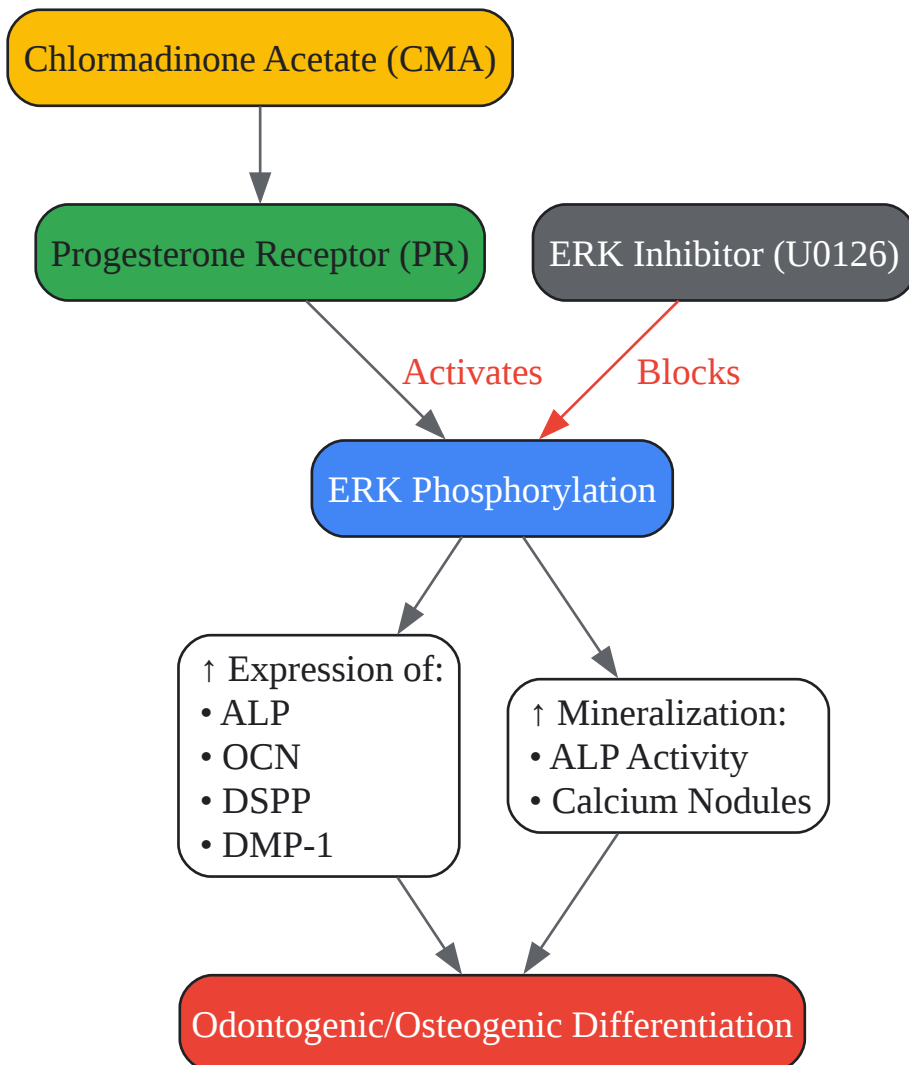 Chlormadinone Acetate (CMA)
Progesterone Receptor (PR)
ERK Inhibitor (U0126)
Activates
Blocks
ERK Phosphorylation
↑ Expression of:
• ALP
• OCN
• DSPP
• DMP-1
↑ Mineralization:
• ALP Activity
• Calcium Nodules
Odontogenic/Osteogenic Differentiation